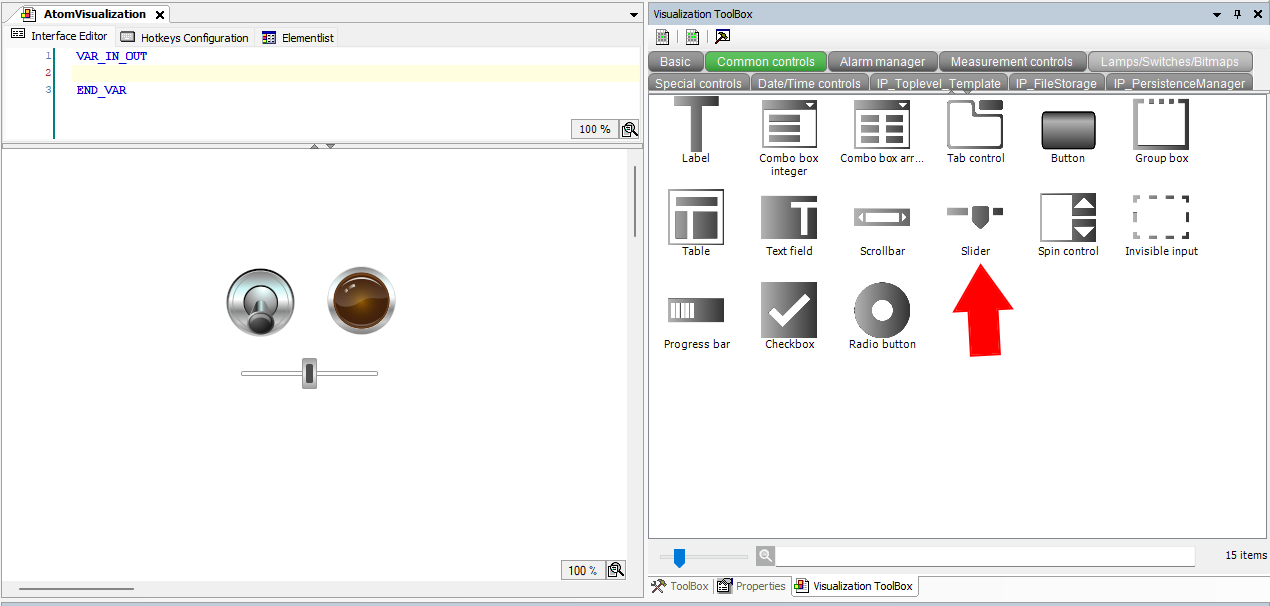 AtomVisualization
Interface Editor Hotkeys Configuration Elementlist
1 VAR_IN_OUT
2
3 END_VAR
100 %
100 %
Visualization ToolBox
Basic Common controls Alarm manager Measurement controls Lamps/Switches/Bitmaps
Special controls Date/Time controls IP_Toplevel_Template IP_FileStorage IP_PersistenceManager
Label Combo box integer Combo box arr... Tab control Button Group box
Table Text field Scrollbar Slider Spin control Invisible input
Progress bar Checkbox Radio button
15 items
ToolBox Properties Visualization ToolBox